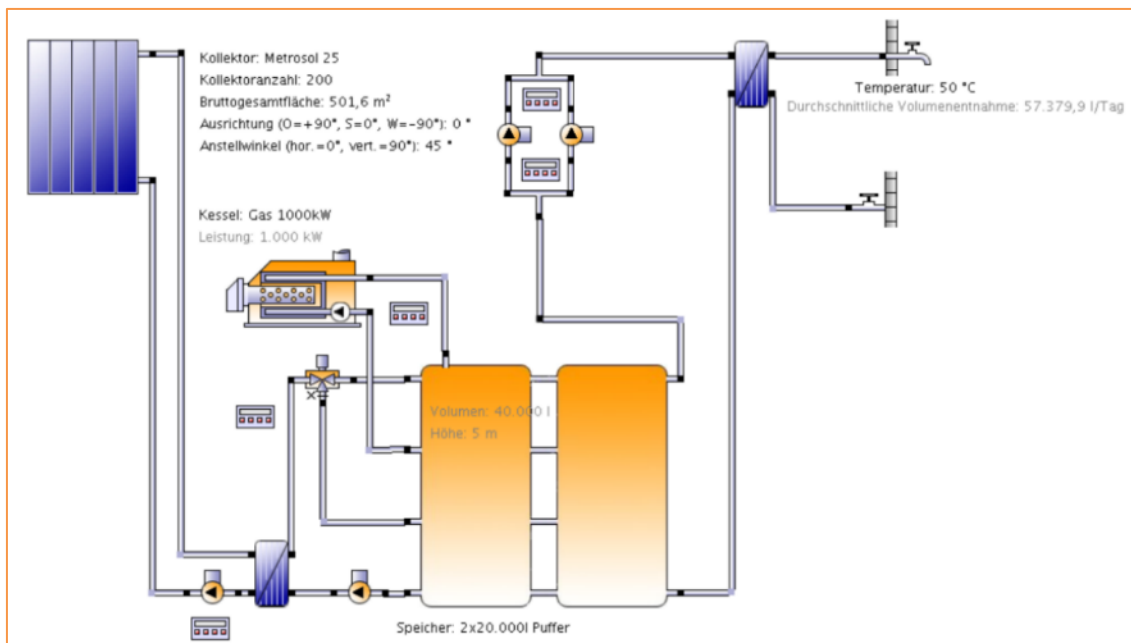 Kollektor: Metrosol 25
Kollektoranzahl: 200
Bruttogesamtfläche: 501,6 m²
Ausrichtung (O=+90°, S=0°, W=-90°): 0 °
Anstellwinkel (hor.=0°, vert.=90°): 45 °
Temperatur: 50 °C
Durchschnittliche Volumenentnahme: 57.379,9 l/Tag
Kessel: Gas 1000kW
Leistung: 1.000 kW
Volumen: 40.000 l
Höhe: 5 m
Speicher: 2x20.000l Puffer